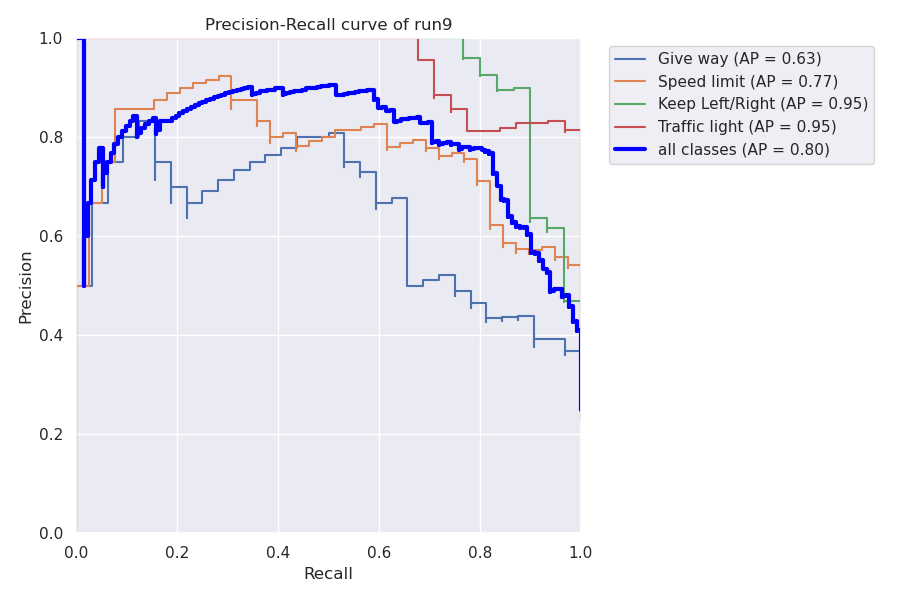 Precision-Recall curve of run9
1.0
0.8
0.6
0.4
0.2
0.0
Precision
0.0 0.2 0.4 0.6 0.8 1.0
Recall
Give way (AP = 0.63)
Speed limit (AP = 0.77)
Keep Left/Right (AP = 0.95)
Traffic light (AP = 0.95)
all classes (AP = 0.80)